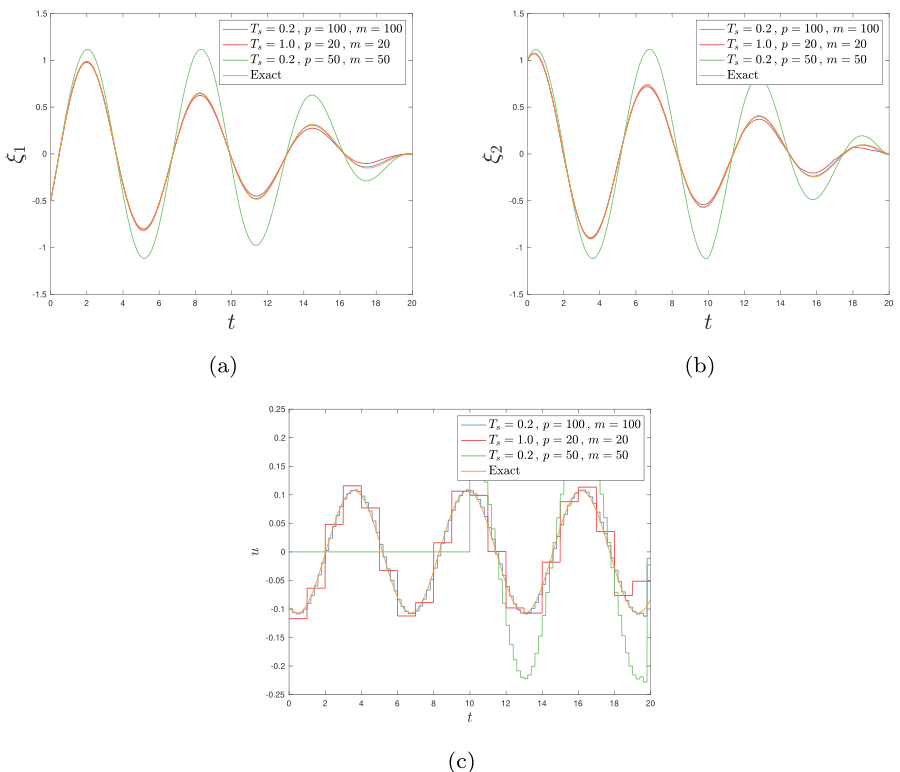 1.5
1
0.5
0
-0.5
-1
-1.5
ξ₁
0 2 4 6 8 10 12 14 16 18 20
t
Tₛ = 0.2 , p = 100 , m = 100
Tₛ = 1.0 , p = 20 , m = 20
Tₛ = 0.2 , p = 50 , m = 50
Exact
(a)
1.5
1
0.5
0
-0.5
-1
-1.5
ξ₂
0 2 4 6 8 10 12 14 16 18 20
t
Tₛ = 0.2 , p = 100 , m = 100
Tₛ = 1.0 , p = 20 , m = 20
Tₛ = 0.2 , p = 50 , m = 50
Exact
(b)
0.25
0.2
0.15
0.1
0.05
0
-0.05
-0.1
-0.15
-0.2
-0.25
u
0 2 4 6 8 10 12 14 16 18 20
t
Tₛ = 0.2 , p = 100 , m = 100
Tₛ = 1.0 , p = 20 , m = 20
Tₛ = 0.2 , p = 50 , m = 50
Exact
(c)